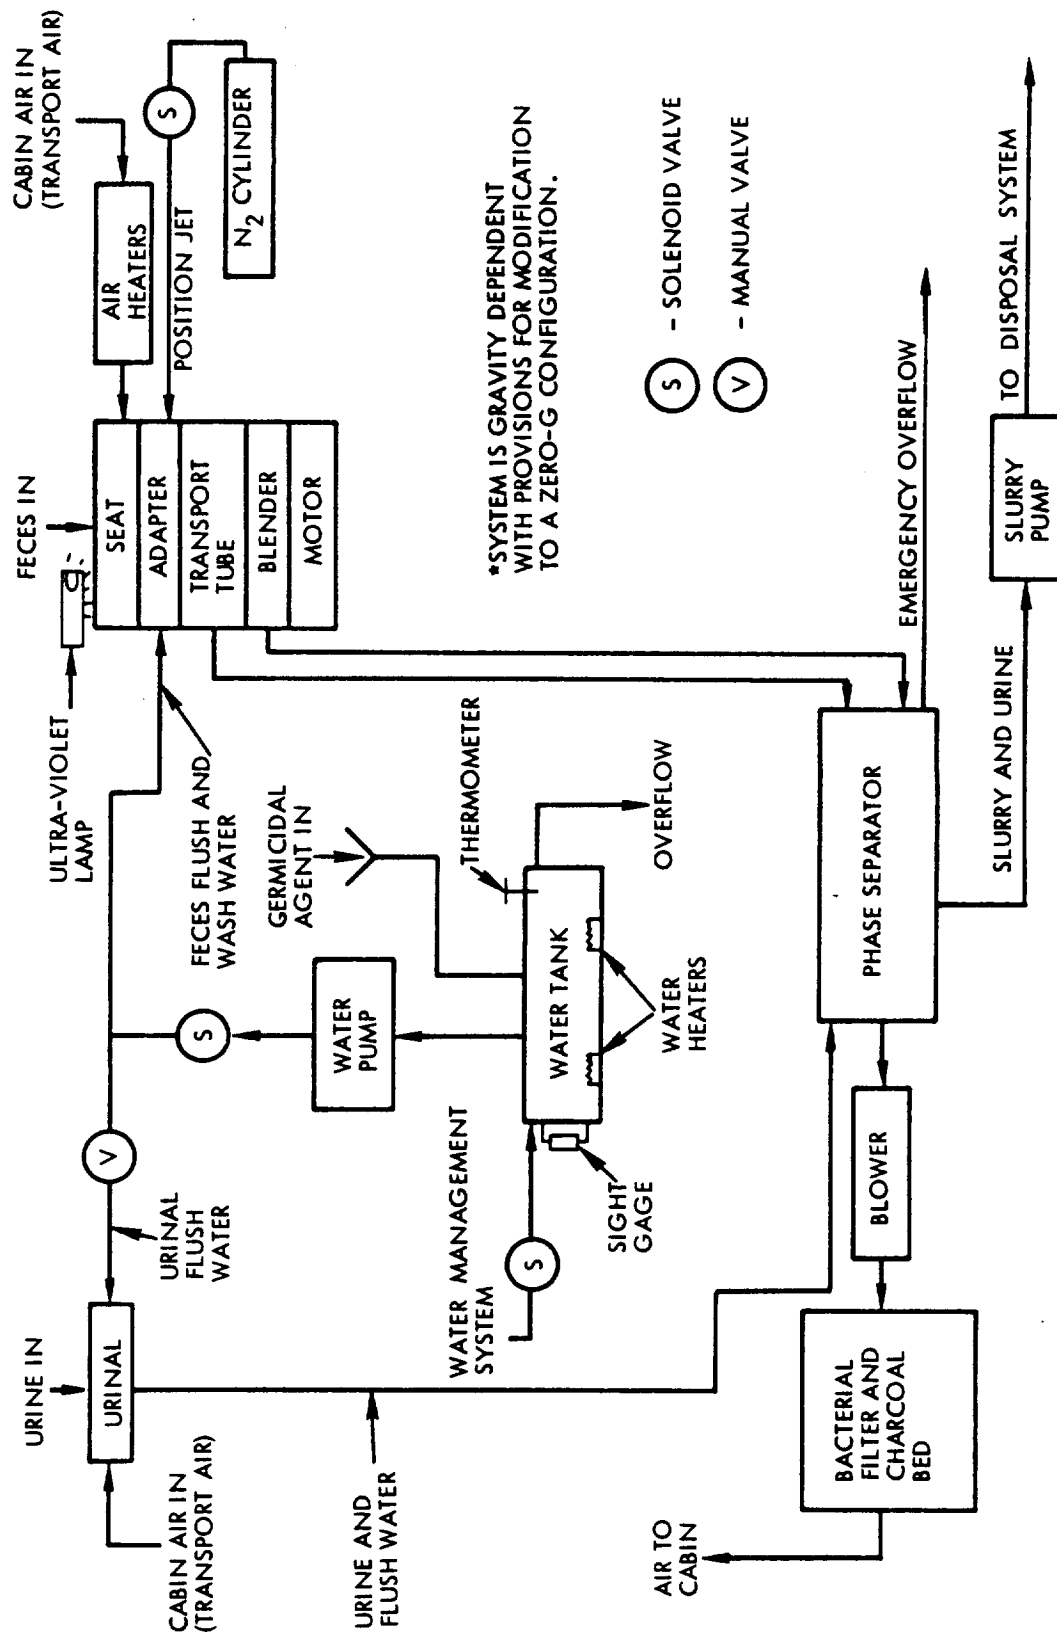 URINE IN
URINAL
CABIN AIR IN
(TRANSPORT AIR)
URINAL
FLUSH
WATER
V
URINE AND
FLUSH WATER
ULTRA-VIOLET
LAMP
FECES IN
SEAT
ADAPTER
TRANSPORT
TUBE
BLENDER
MOTOR
CABIN AIR IN
(TRANSPORT AIR)
AIR
HEATERS
POSITION JET
S
N₂ CYLINDER
FECES FLUSH AND
WASH WATER
S
WATER
PUMP
GERMICIDAL
AGENT IN
THERMOMETER
WATER MANAGEMENT
SYSTEM
S
WATER TANK
SIGHT
GAGE
WATER
HEATERS
OVERFLOW
*SYSTEM IS GRAVITY DEPENDENT
WITH PROVISIONS FOR MODIFICATION
TO A ZERO-G CONFIGURATION.
S - SOLENOID VALVE
V - MANUAL VALVE
AIR TO
CABIN
BACTERIAL
FILTER AND
CHARCOAL
BED
BLOWER
PHASE SEPARATOR
EMERGENCY OVERFLOW
SLURRY AND URINE
SLURRY
PUMP
TO DISPOSAL SYSTEM